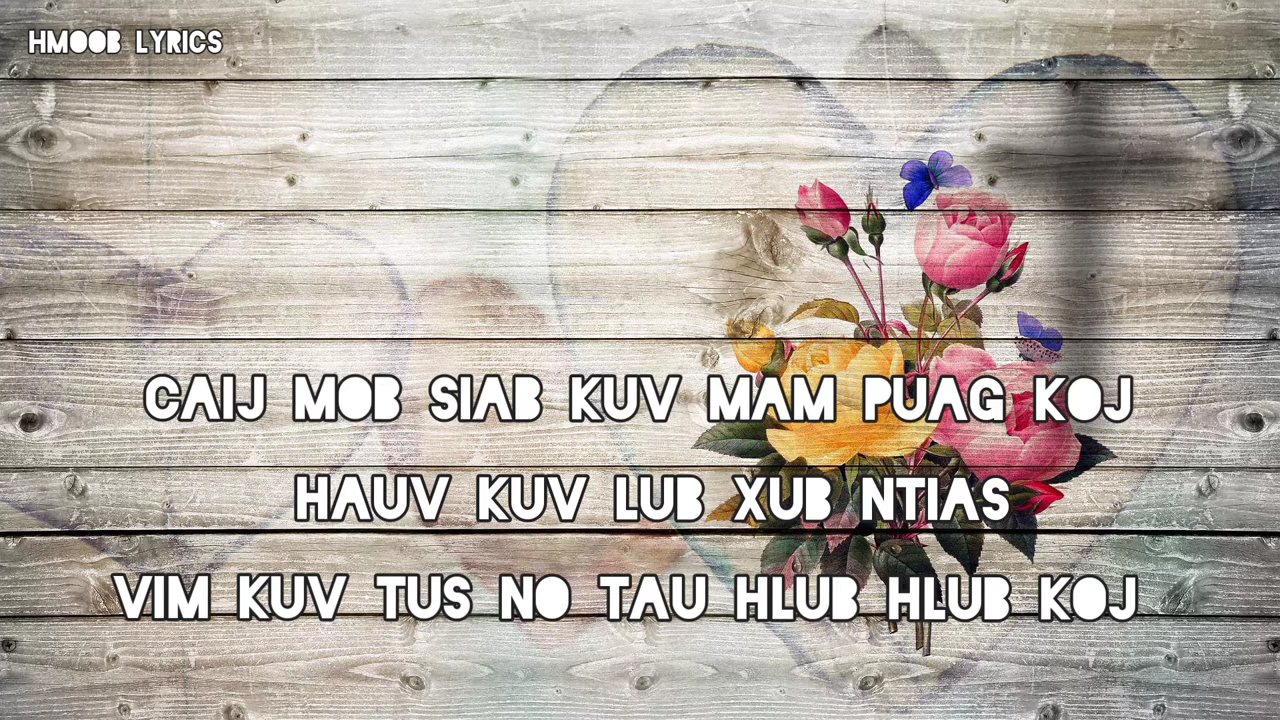 HMOOB LYRICS
CAIJ MOB SIAB KUV MAM PUAG KOJ
HAUV KUV LUB XUB NTIAS
VIM KUV TUS NO TAU HLUB HLUB KOJ